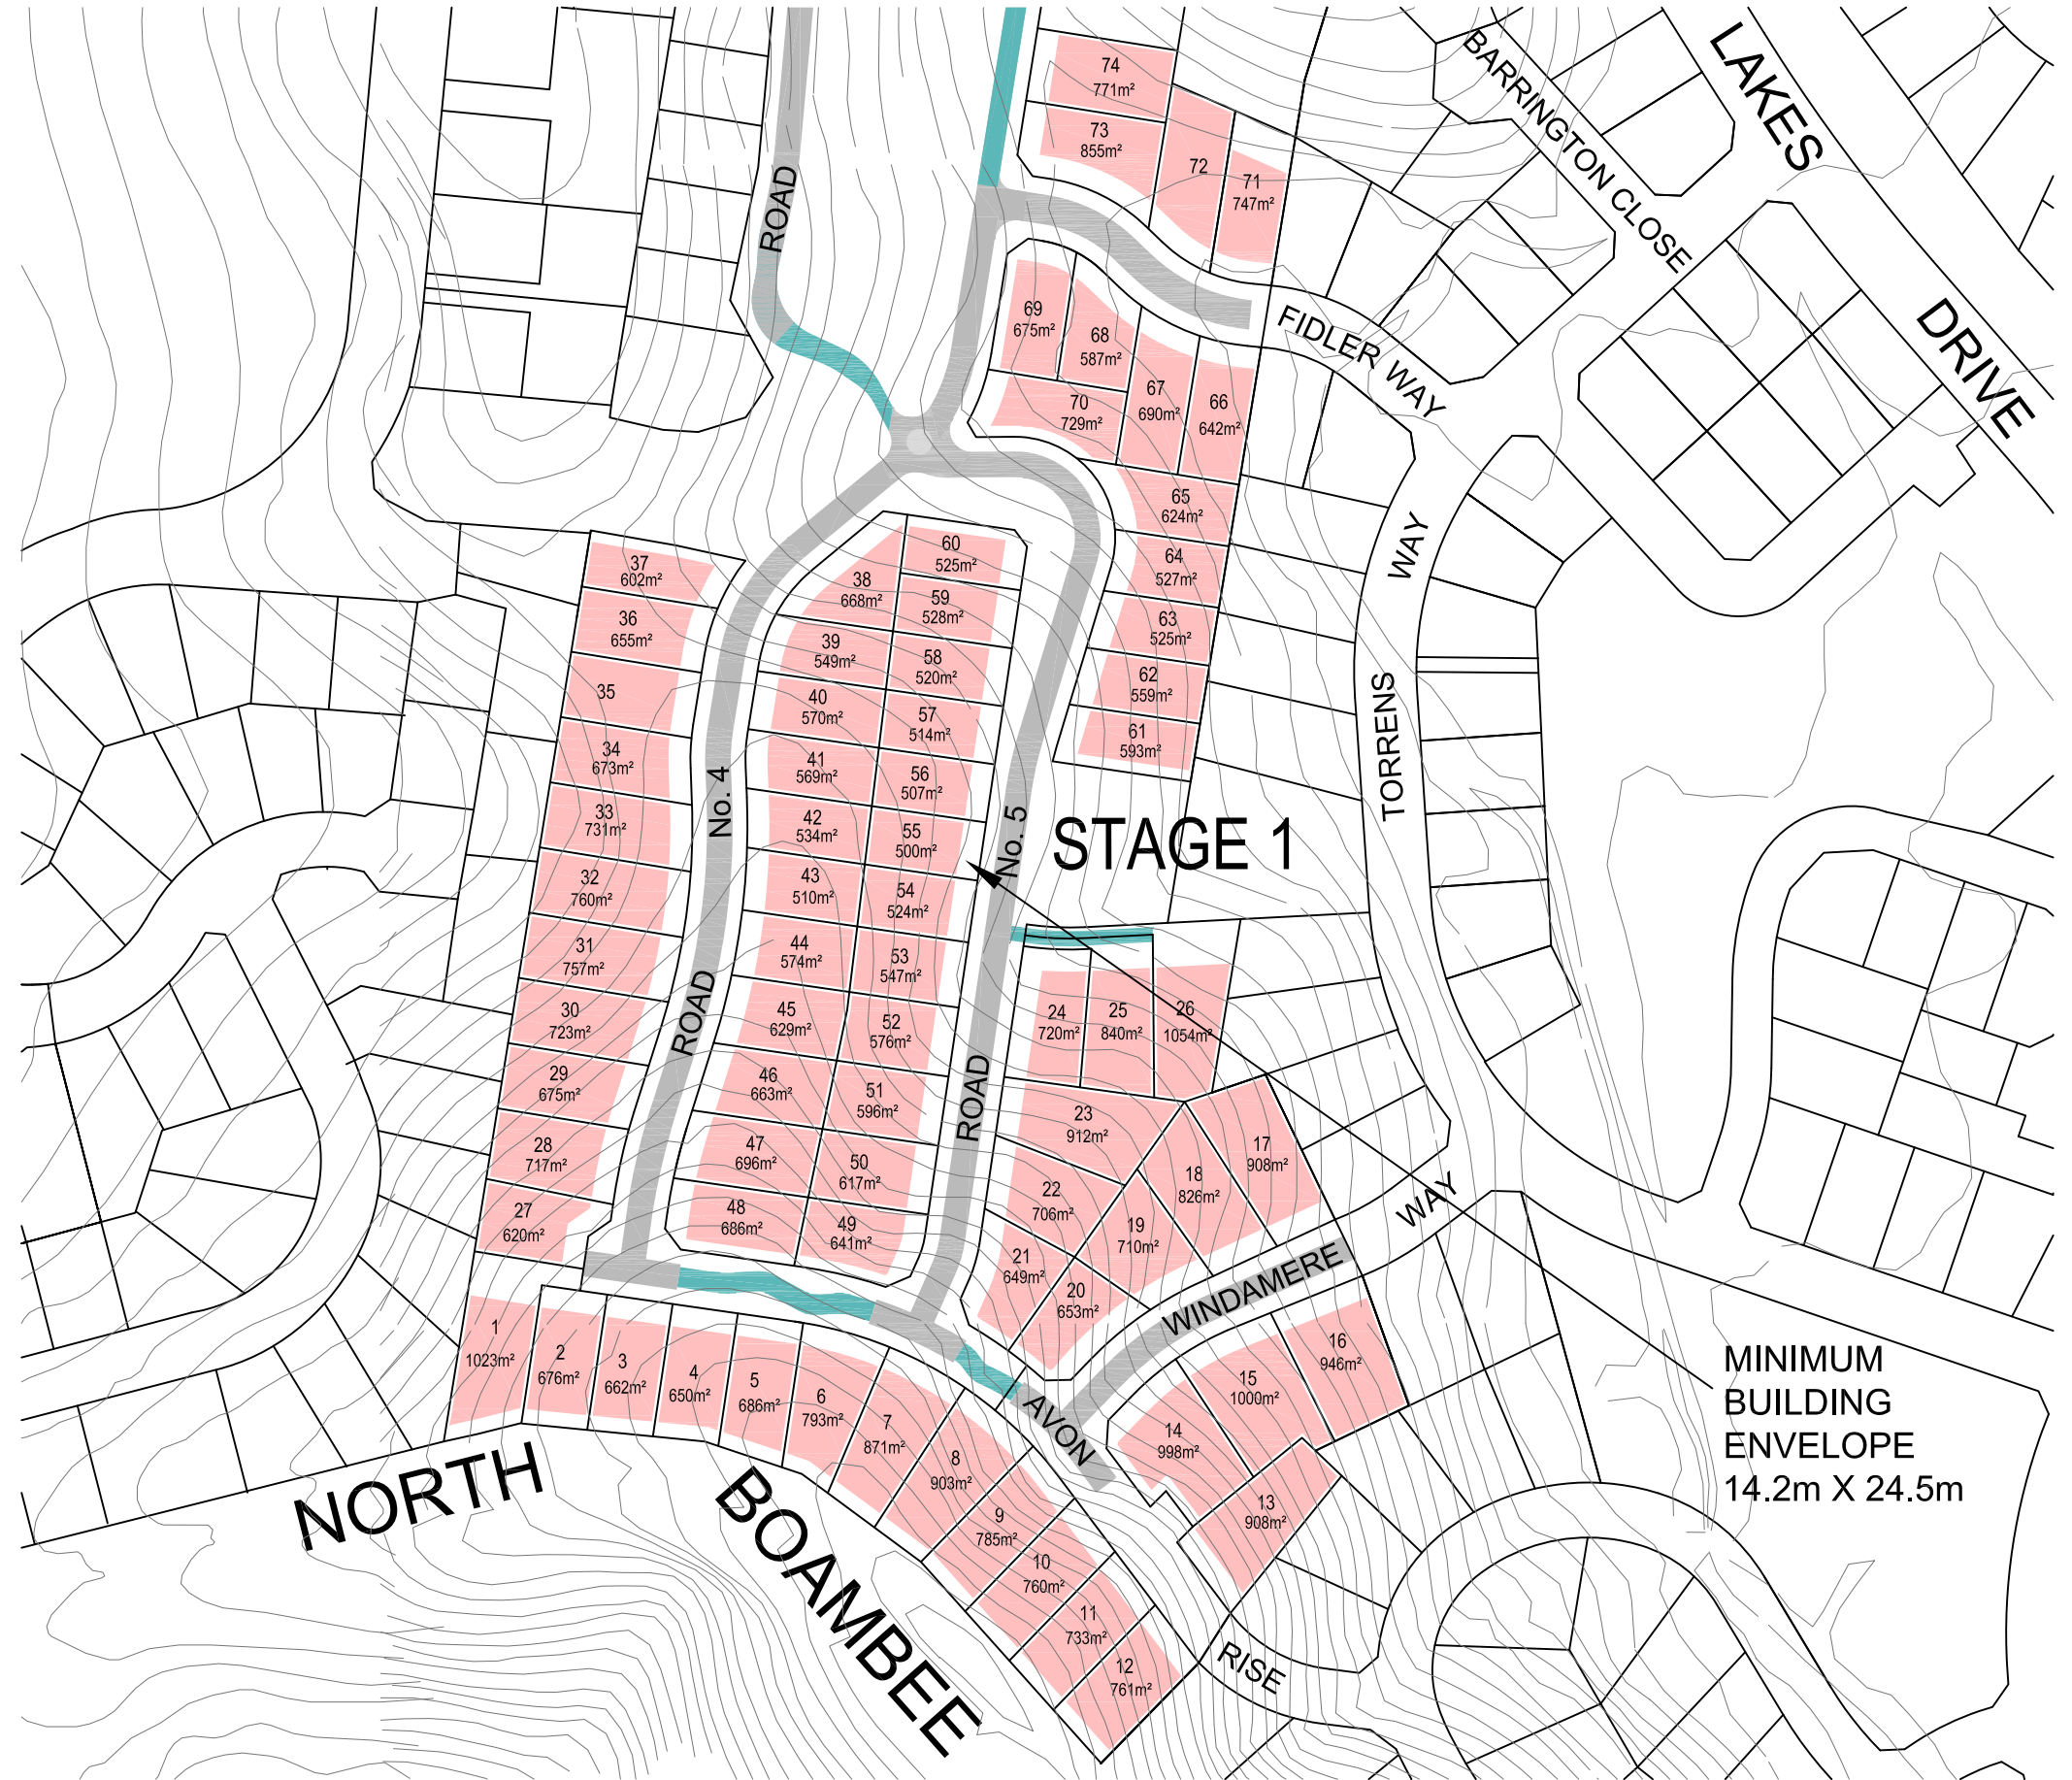 LAKES
DRIVE
BARRINGTON CLOSE
FIDLER WAY
ROAD
74
771m²
73
855m²
72
71
747m²
69
675m²
68
587m²
67
690m²
66
642m²
70
729m²
65
624m²
64
527m²
63
525m²
62
559m²
61
593m²
60
525m²
59
528m²
58
520m²
57
514m²
56
507m²
55
500m²
54
524m²
53
547m²
52
576m²
51
596m²
50
617m²
49
641m²
38
668m²
39
549m²
40
570m²
41
569m²
42
534m²
43
510m²
44
574m²
45
629m²
46
663m²
47
696m²
48
686m²
37
602m²
36
655m²
35
34
673m²
33
731m²
32
760m²
31
757m²
30
723m²
29
675m²
28
717m²
27
620m²
ROAD No. 4
ROAD No. 5
STAGE 1
TORRENS WAY
24
720m²
25
840m²
26
1054m²
23
912m²
22
706m²
21
649m²
20
653m²
19
710m²
18
826m²
17
908m²
WINDAMERE WAY
1
1023m²
2
676m²
3
662m²
4
650m²
5
686m²
6
793m²
7
871m²
8
903m²
9
785m²
10
760m²
11
733m²
12
761m²
13
908m²
14
998m²
15
1000m²
16
946m²
AVON RISE
NORTH
BOAMBEE
MINIMUM
BUILDING
ENVELOPE
14.2m X 24.5m